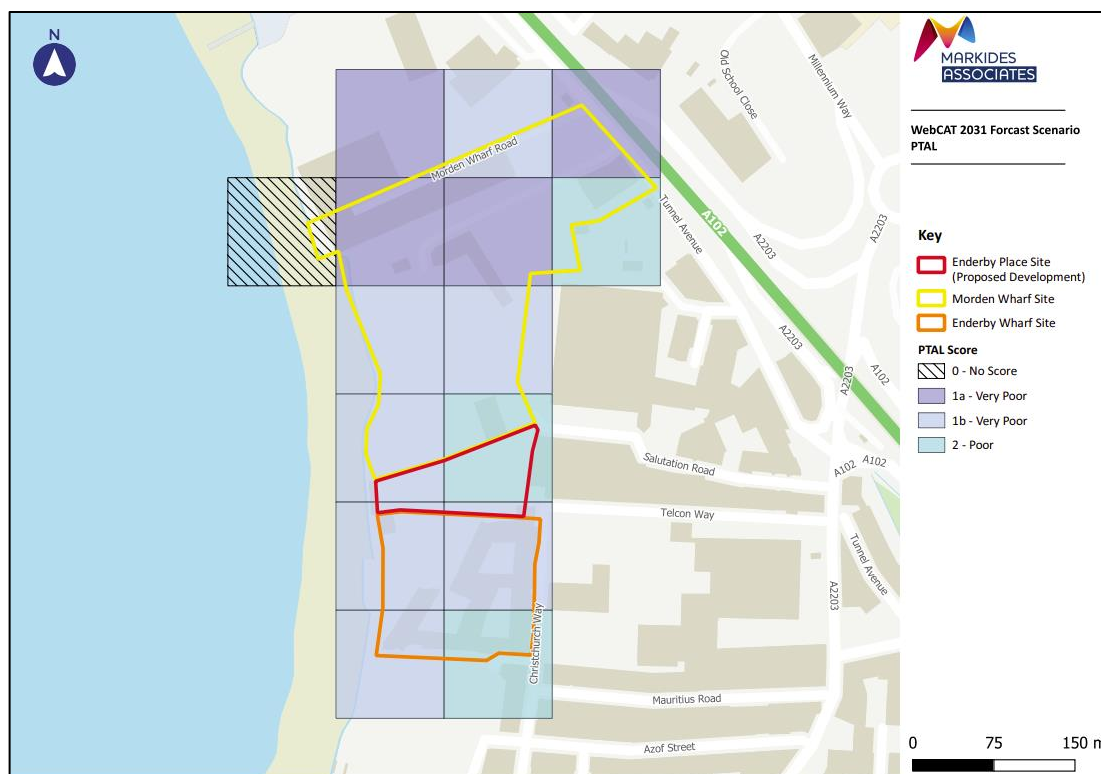 N
Old School Close
Millennium Way
Morden Wharf Road
A102
Tunnel Avenue
A2203
A2203
A2203
A2203
A102
Salutation Road
A102
A102
Telcon Way
Tunnel Avenue
A2203
Christchurch Way
Mauritius Road
Azof Street
MARKIDES
ASSOCIATES
WebCAT 2031 Forcast Scenario
PTAL
Key
Enderby Place Site
(Proposed Development)
Morden Wharf Site
Enderby Wharf Site
PTAL Score
0 - No Score
1a - Very Poor
1b - Very Poor
2 - Poor
0 75 150 m